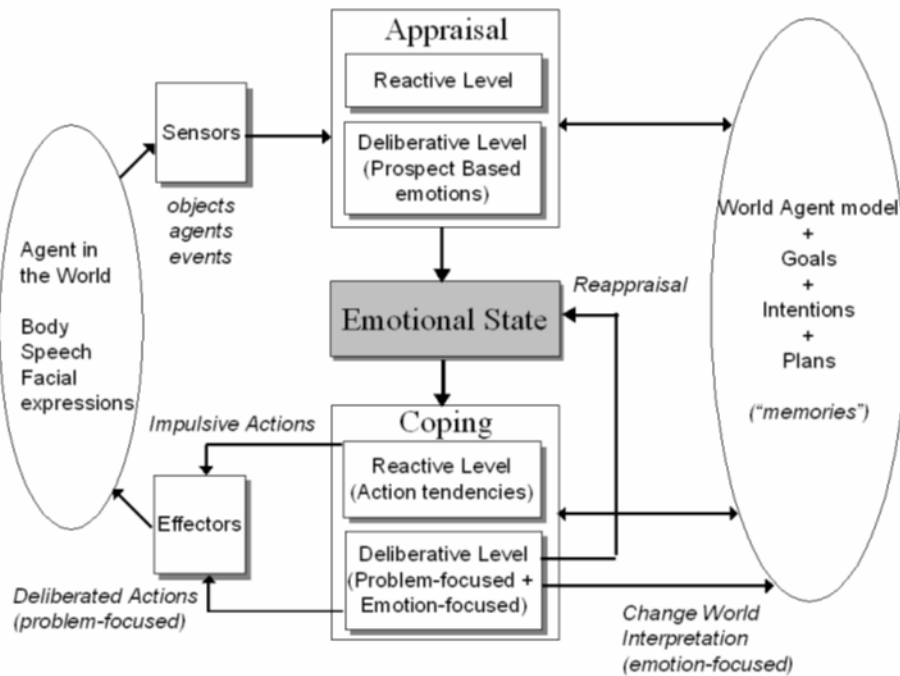 Appraisal
Reactive Level
Deliberative Level
(Prospect Based
emotions)
Sensors
objects
agents
events
Agent in
the World
Body
Speech
Facial
expressions
World Agent model
+
Goals
+
Intentions
+
Plans
(“memories”)
Reappraisal
Emotional State
Coping
Impulsive Actions
Reactive Level
(Action tendencies)
Effectors
Deliberative Level
(Problem-focused +
Emotion-focused)
Deliberated Actions
(problem-focused)
Change World
Interpretation
(emotion-focused)